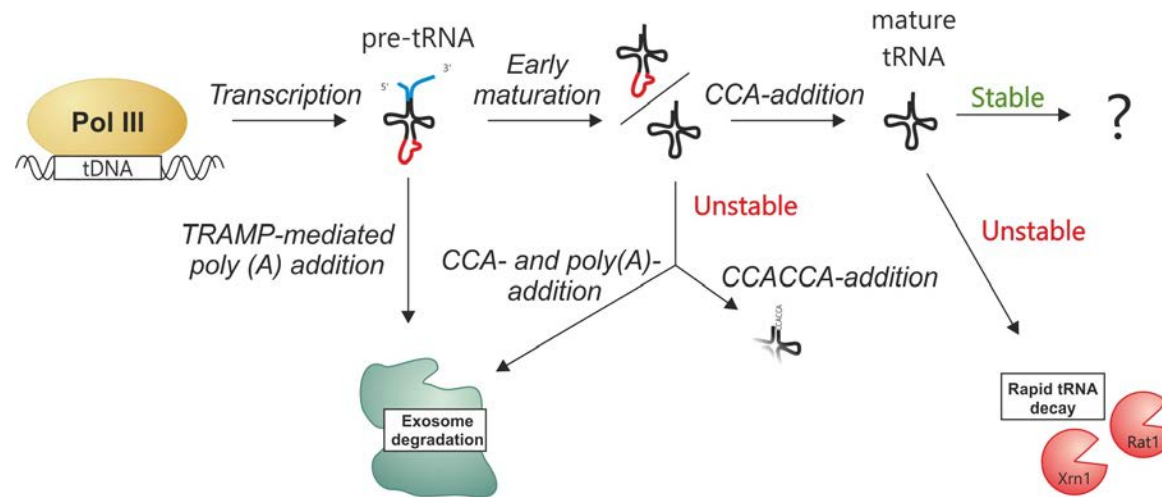 mature
tRNA
pre-tRNA
3'
5'
Early
maturation
Transcription
CCA-addition
Stable
?
Pol III
tDNA
TRAMP-mediated
poly (A) addition
Unstable
Unstable
CCA- and poly(A)-
addition
CCACCA-addition
CCACCA
Rapid tRNA
decay
Rat1
Xrn1
Exosome
degradation